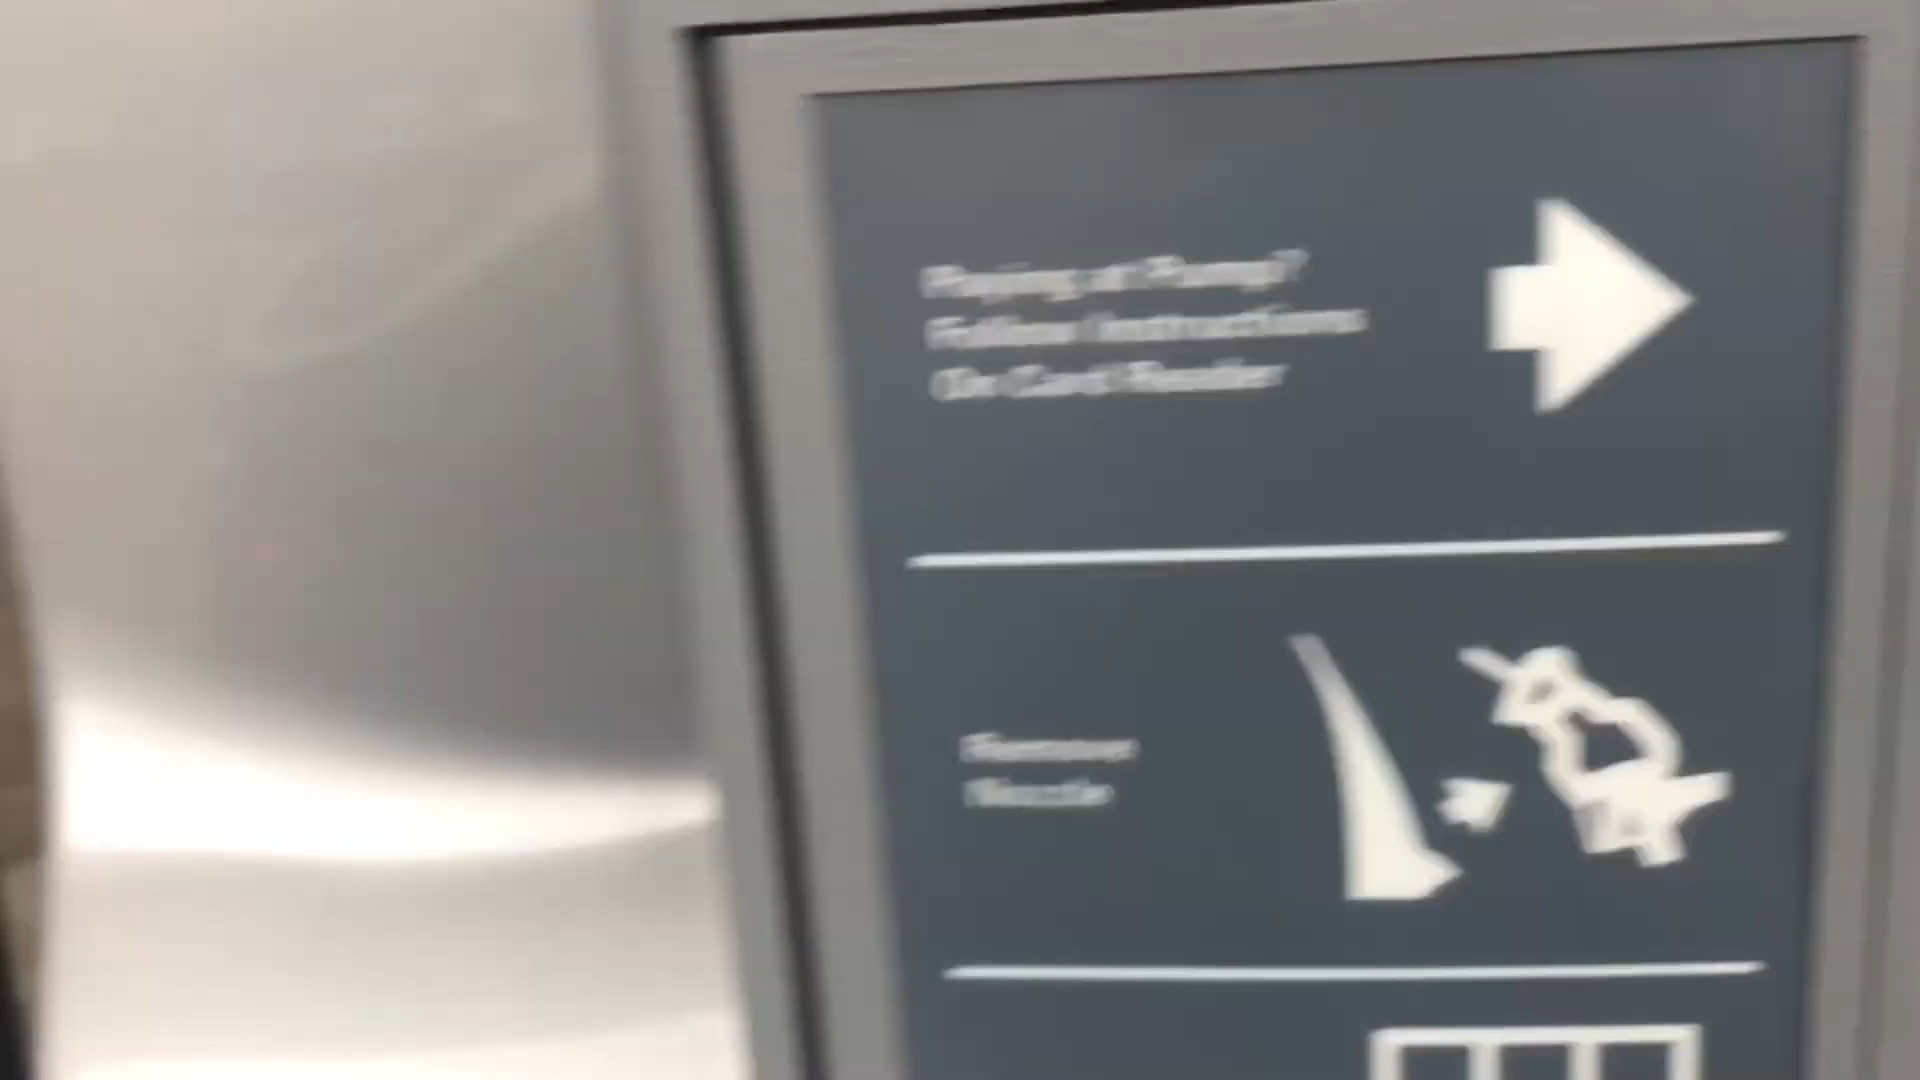 Paying at Pump?
Follow Instructions
On Card Reader
Remove
Nozzle